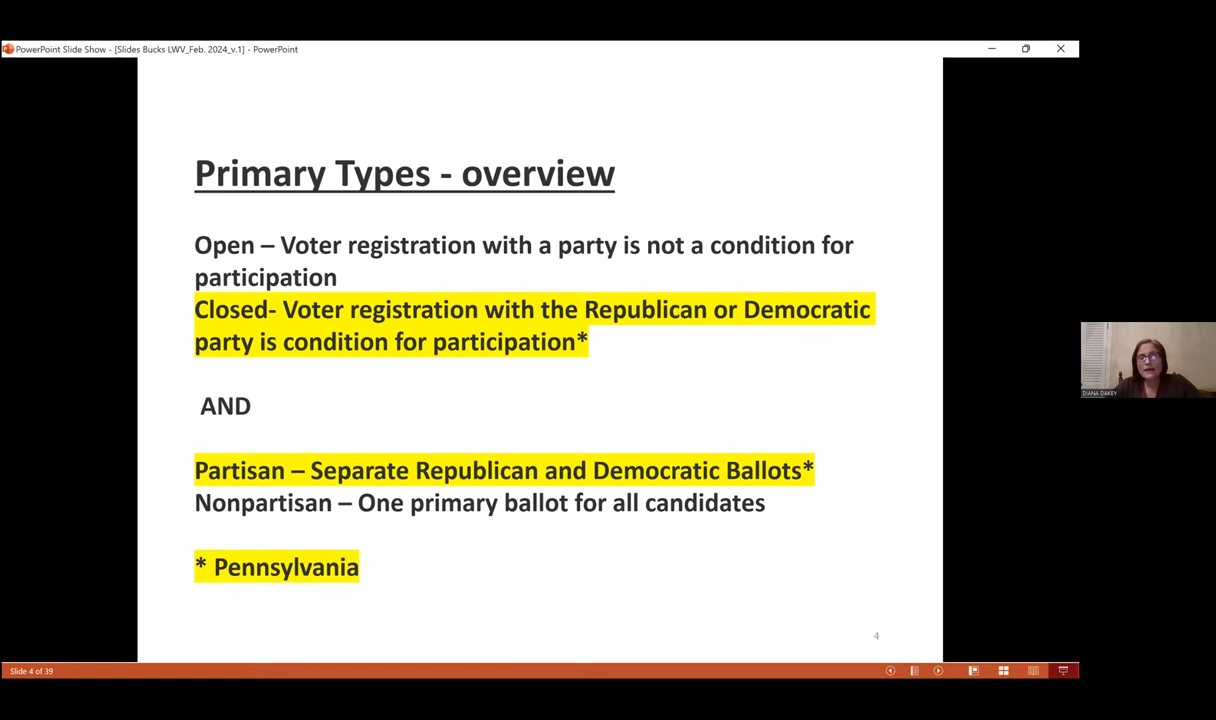 PowerPoint Slide Show - [Slides Bucks LWV_Feb. 2024_v.1] - PowerPoint
Primary Types - overview
Open – Voter registration with a party is not a condition for
participation
Closed- Voter registration with the Republican or Democratic
party is condition for participation*
AND
Partisan – Separate Republican and Democratic Ballots*
Nonpartisan – One primary ballot for all candidates
* Pennsylvania
4
DIANA DAKEY
Slide 4 of 39